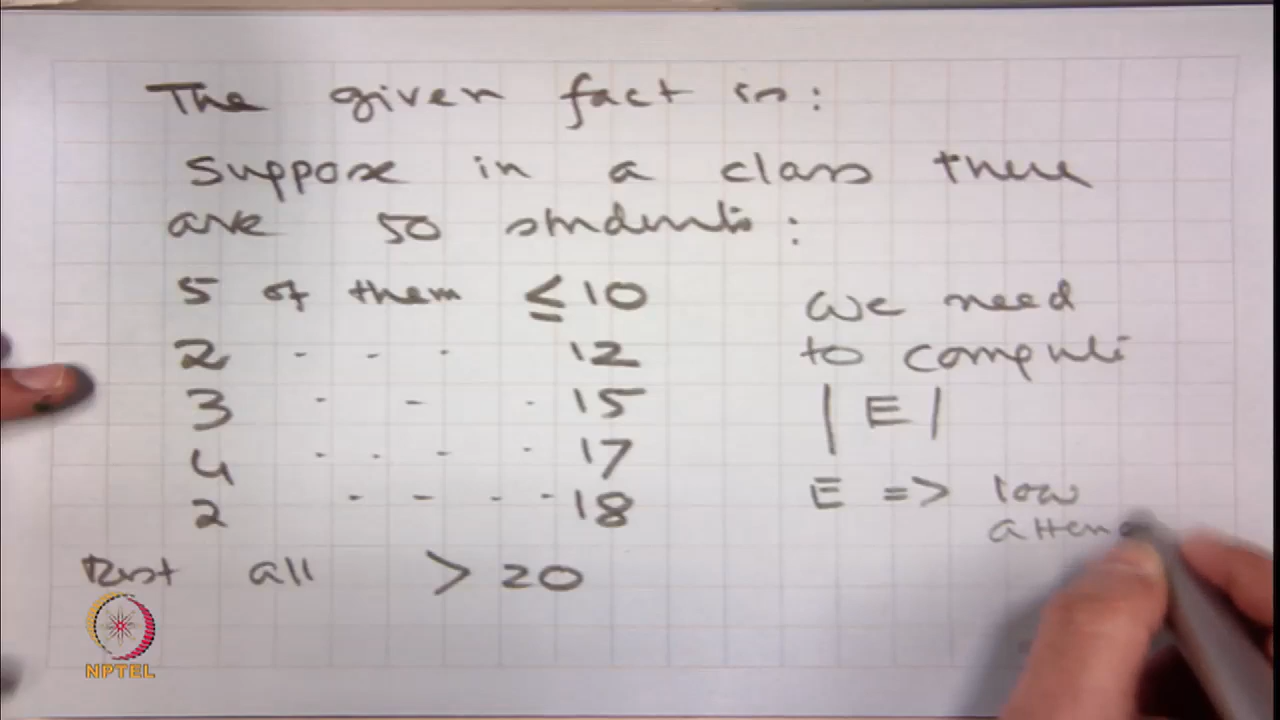 The given fact is:
Suppose in a class there
are 50 students:
5 of them ≤ 10
2 - - - 12
3 - - - 15
4 - - - - 17
2 - - - - 18
Rest all > 20
We need
to compute
|E|
E => low
atten
NPTEL